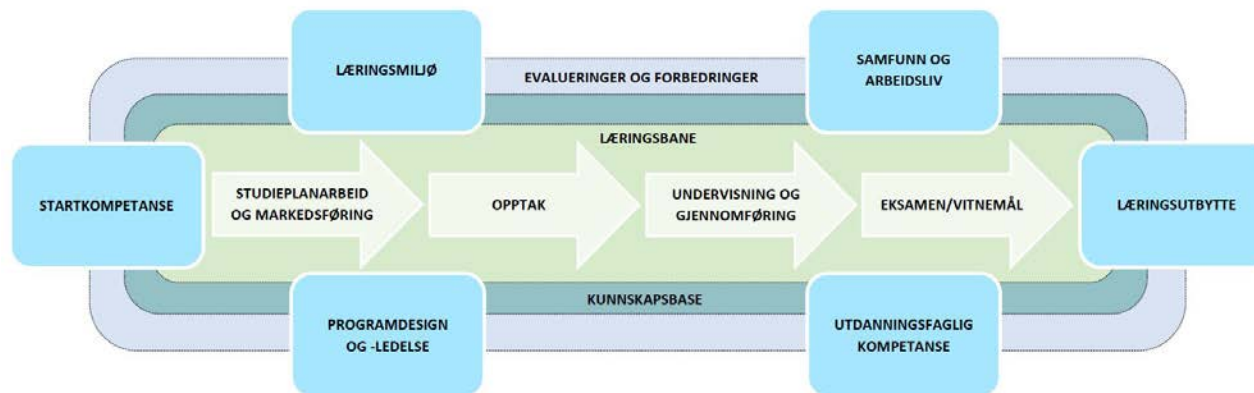 LÆRINGSMILJØ
EVALUERINGER OG FORBEDRINGER
SAMFUNN OG
ARBEIDSLIV
LÆRINGSBANE
STARTKOMPETANSE
STUDIEPLANARBEID
OG MARKEDSFØRING
OPPTAK
UNDERVISNING OG
GJENNOMFØRING
EKSAMEN/VITNEMÅL
LÆRINGSUTBYTTE
KUNNSKAPSBASE
PROGRAMDESIGN
OG -LEDELSE
UTDANNINGSFAGLIG
KOMPETANSE